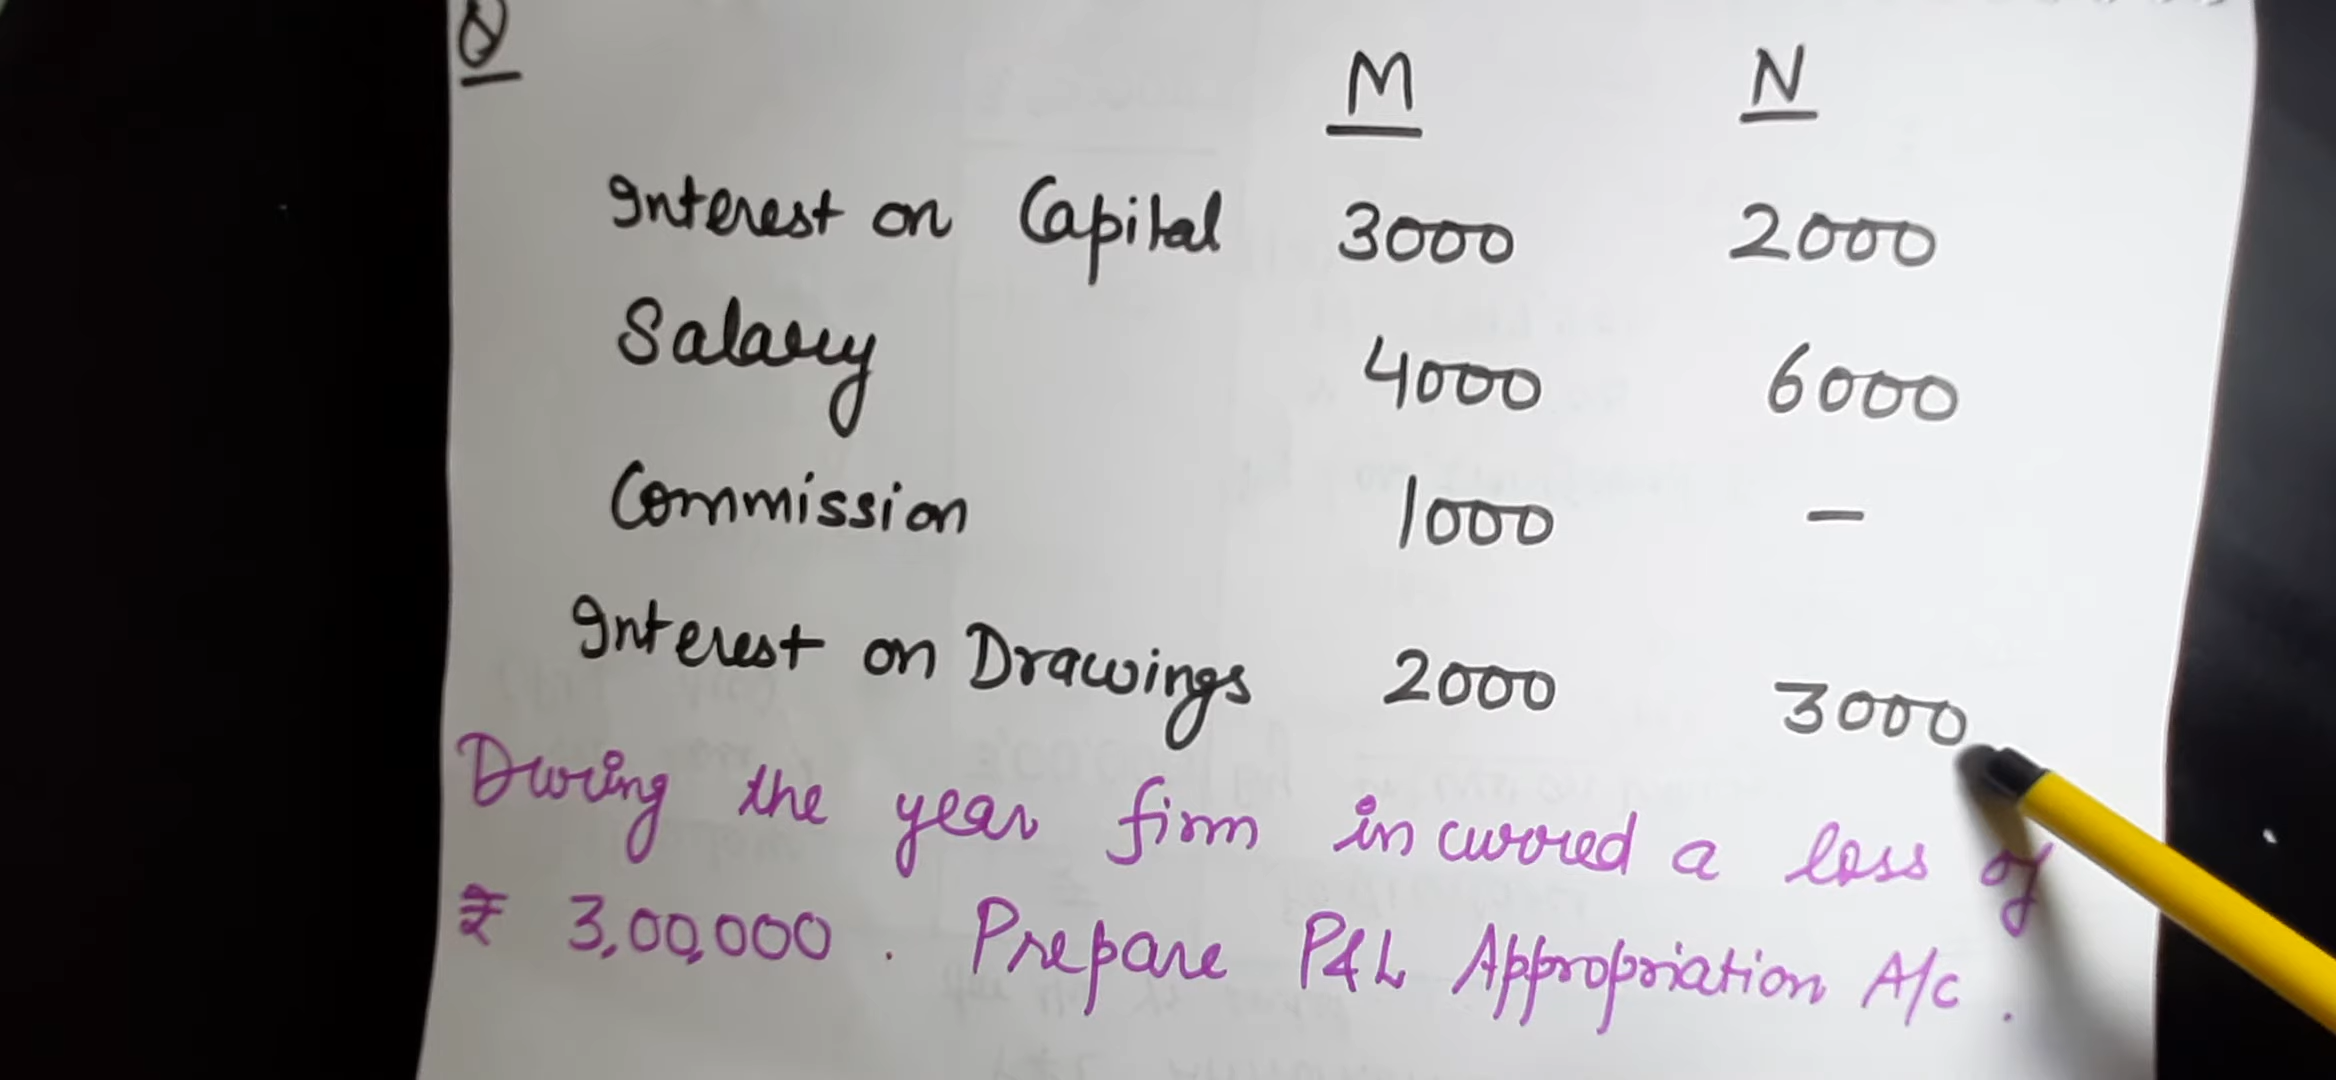 Q
M N
Interest on Capital 3000 2000
Salary 4000 6000
Commission 1000 -
Interest on Drawings 2000 3000
During the year firm incurred a loss of
₹ 3,00,000. Prepare P&L Appropriation A/c.